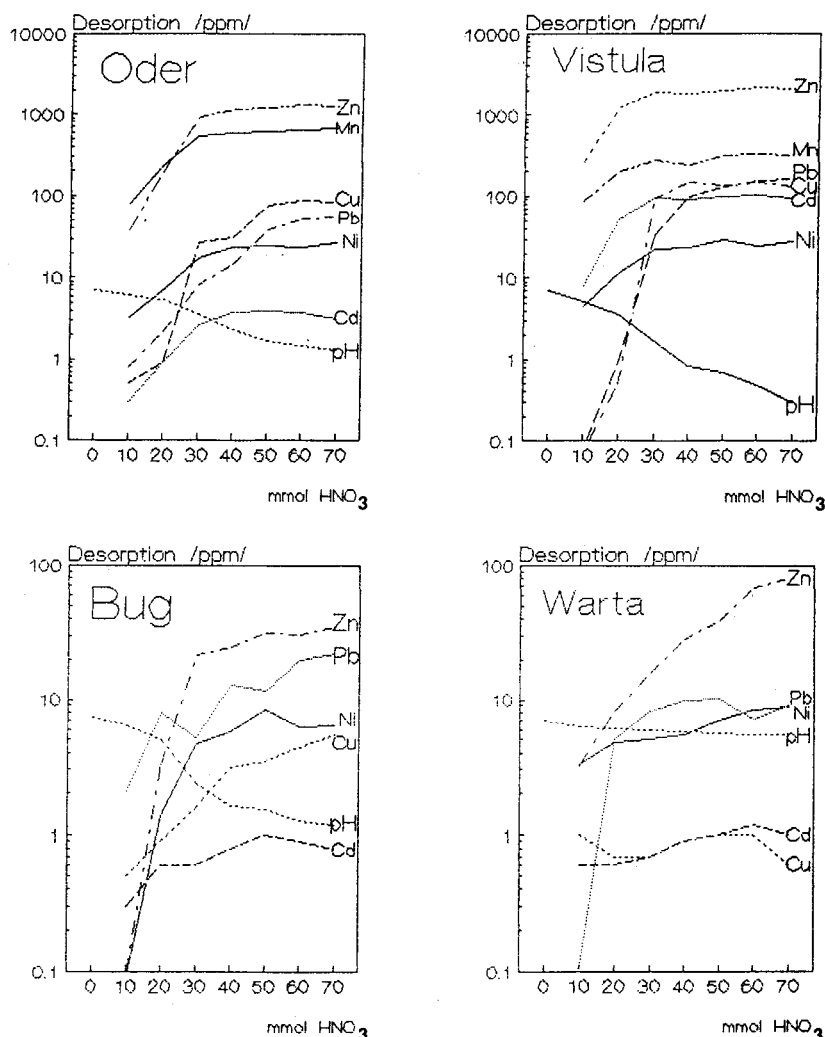 Desorption /ppm/
Oder
10000
1000
100
10
1
0.1
Zn
Mn
Cu
Pb
Ni
Cd
pH
0 10 20 30 40 50 60 70
mmol HNO3
Desorption /ppm/
Vistula
10000
1000
100
10
1
0.1
Zn
Mn
Pb
Cu
Cd
Ni
pH
0 10 20 30 40 50 60 70
mmol HNO3
Desorption /ppm/
Bug
100
10
1
0.1
Zn
Pb
Ni
Cu
pH
Cd
0 10 20 30 40 50 60 70
mmol HNO3
Desorption /ppm/
Warta
100
10
1
0.1
Zn
Pb
Ni
pH
Cd
Cu
0 10 20 30 40 50 60 70
mmol HNO3